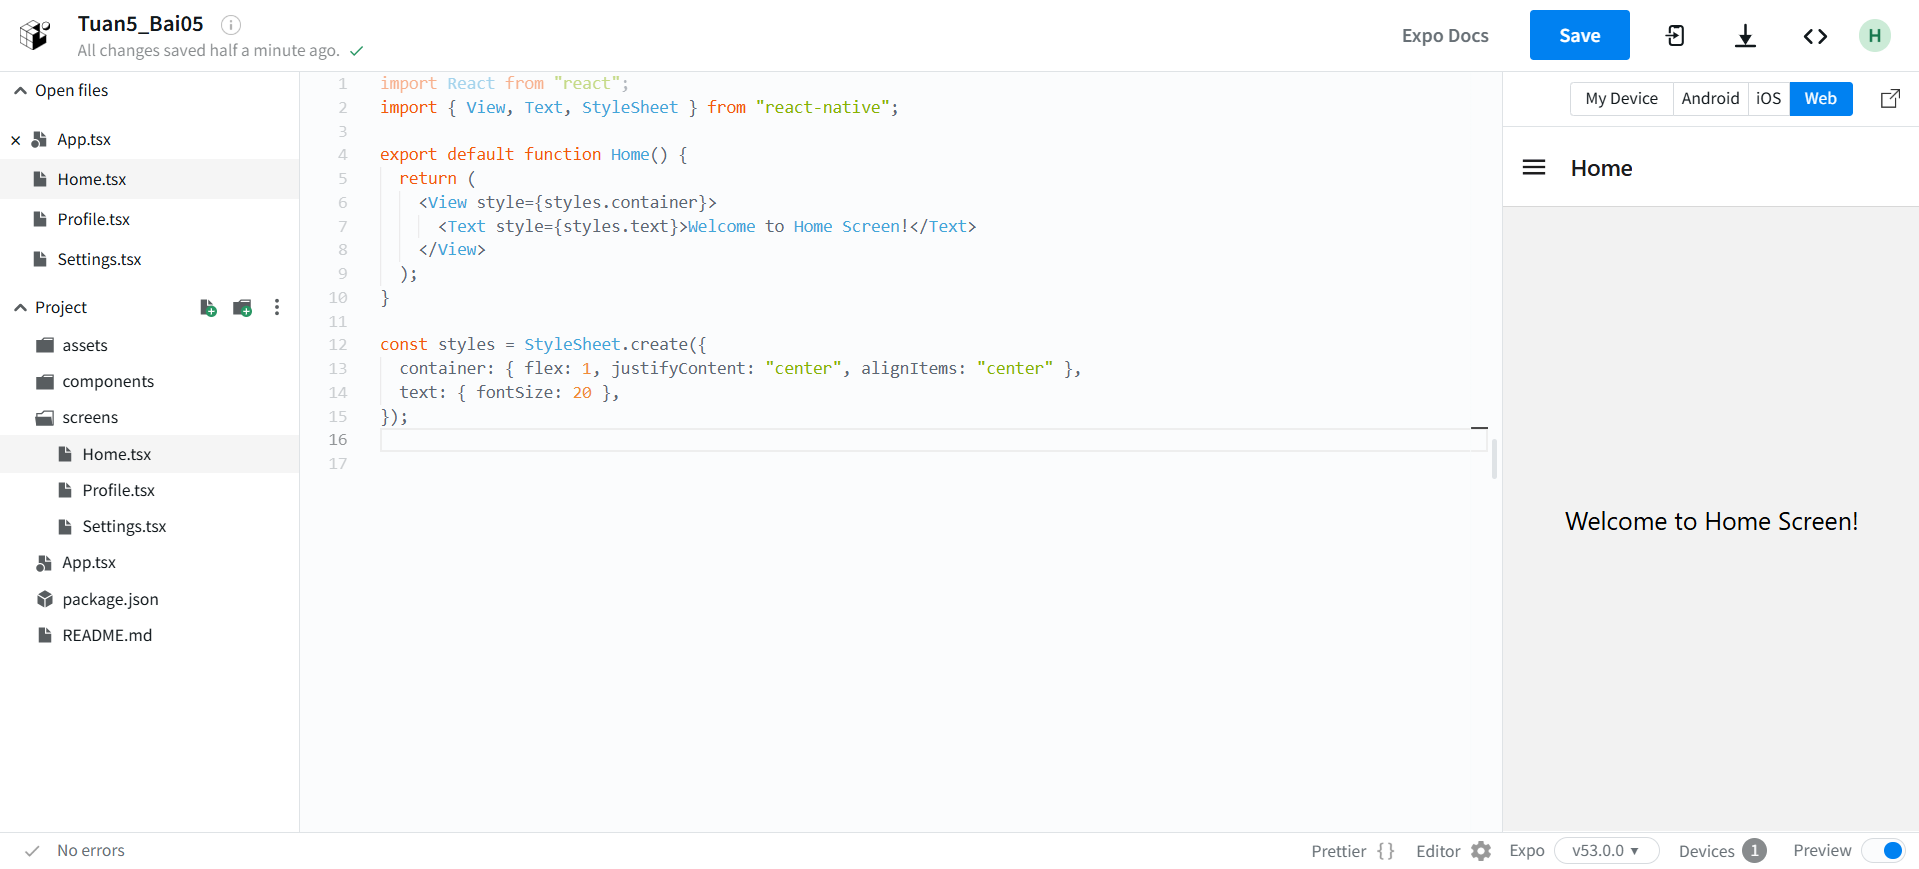 Tuan5_Bai05
All changes saved half a minute ago.
Expo Docs
Save
H
Open files
App.tsx
Home.tsx
Profile.tsx
Settings.tsx
Project
assets
components
screens
Home.tsx
Profile.tsx
Settings.tsx
App.tsx
package.json
README.md
1 import React from "react";
2 import { View, Text, StyleSheet } from "react-native";
3
4 export default function Home() {
5 return (
6 <View style={styles.container}>
7 <Text style={styles.text}>Welcome to Home Screen!</Text>
8 </View>
9 );
10 }
11
12 const styles = StyleSheet.create({
13 container: { flex: 1, justifyContent: "center", alignItems: "center" },
14 text: { fontSize: 20 },
15 });
16
17
My Device Android iOS Web
Home
Welcome to Home Screen!
No errors
Prettier {} Editor Expo v53.0.0 Devices 1 Preview